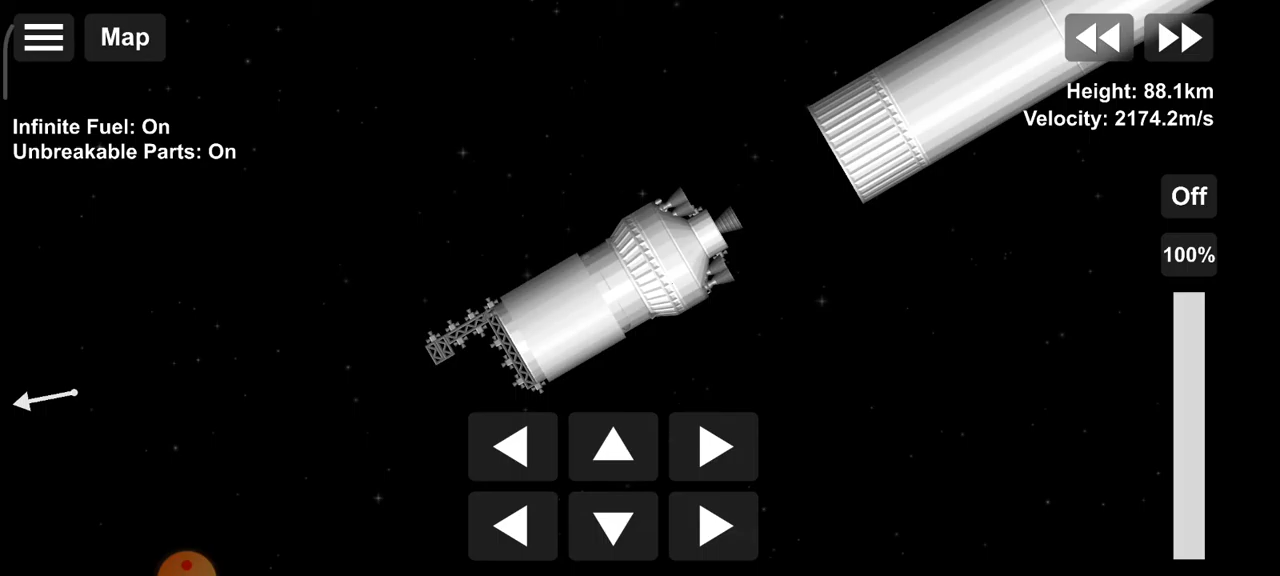 Map
Height: 88.1km
Velocity: 2174.2m/s
Infinite Fuel: On
Unbreakable Parts: On
Off
100%